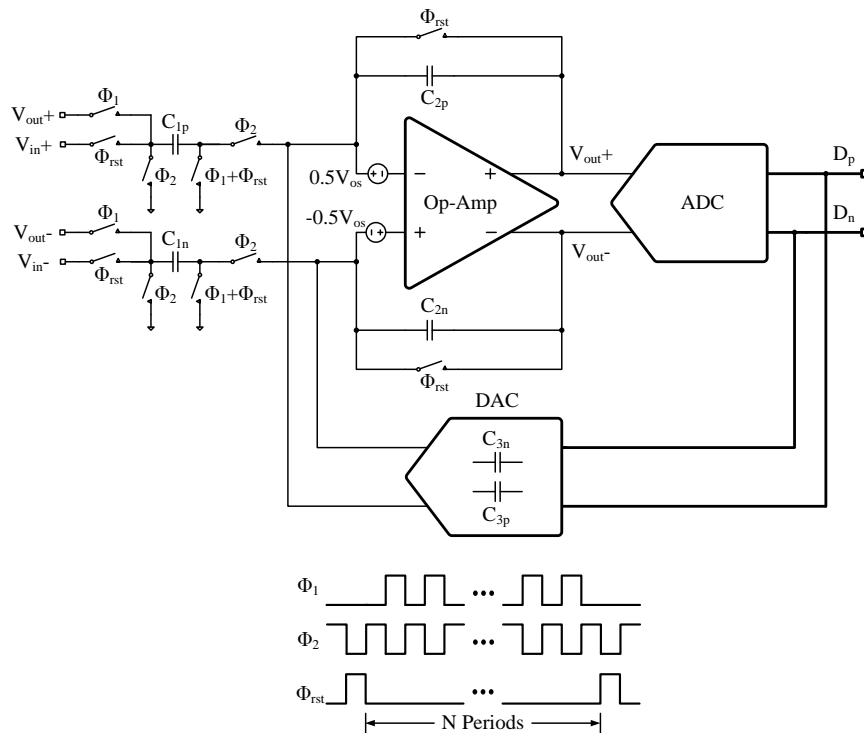 Φrst
C2p
Φ1
Vout+
C1p
Φ2
Vin+
Φrst
Φ2
Φ1+Φrst
0.5Vos
+ -
-
+
Op-Amp
Vout+
ADC
Dp
Dn
Φ1
-0.5Vos
Vout-
C1n
Φ2
+
-
Vin-
Φrst
Φ2
Φ1+Φrst
Vout-
C2n
Φrst
DAC
C3n
C3p
Φ1
•••
•••
Φ2
•••
•••
Φrst
•••
N Periods